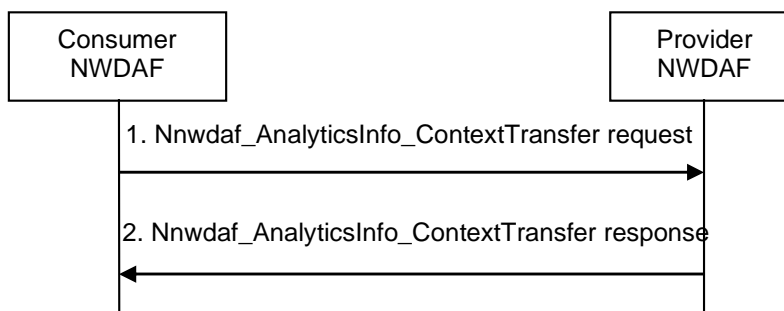 Consumer
NWDAF
Provider
NWDAF
1. Nnwdaf_AnalyticsInfo_ContextTransfer request
2. Nnwdaf_AnalyticsInfo_ContextTransfer response